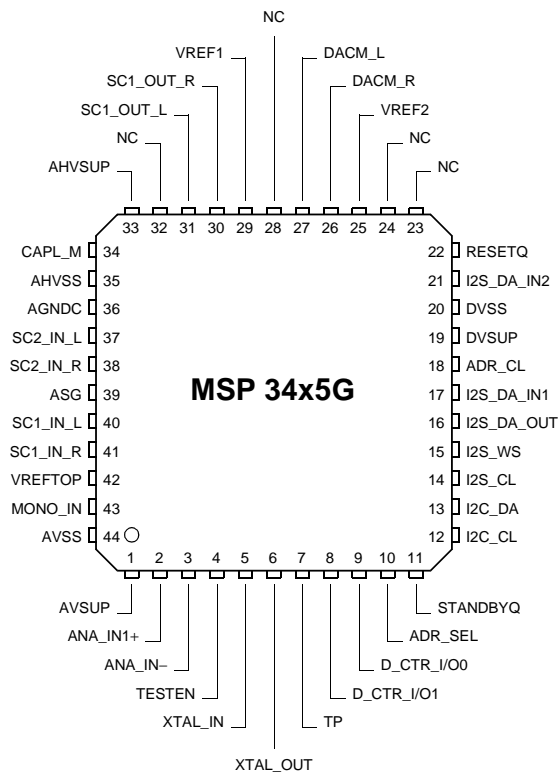 NC
VREF1
DACM_L
SC1_OUT_R
DACM_R
SC1_OUT_L
VREF2
NC
NC
AHVSUP
NC
33 32 31 30 29 28 27 26 25 24 23
CAPL_M 34
22 RESETQ
AHVSS 35
21 I2S_DA_IN2
AGNDC 36
20 DVSS
SC2_IN_L 37
19 DVSUP
SC2_IN_R 38
18 ADR_CL
ASG 39
17 I2S_DA_IN1
MSP 34x5G
SC1_IN_L 40
16 I2S_DA_OUT
SC1_IN_R 41
15 I2S_WS
VREFTOP 42
14 I2S_CL
MONO_IN 43
13 I2C_DA
AVSS 44
12 I2C_CL
1 2 3 4 5 6 7 8 9 10 11
AVSUP
STANDBYQ
ANA_IN1+
ADR_SEL
ANA_IN–
D_CTR_I/O0
TESTEN
D_CTR_I/O1
XTAL_IN
TP
XTAL_OUT